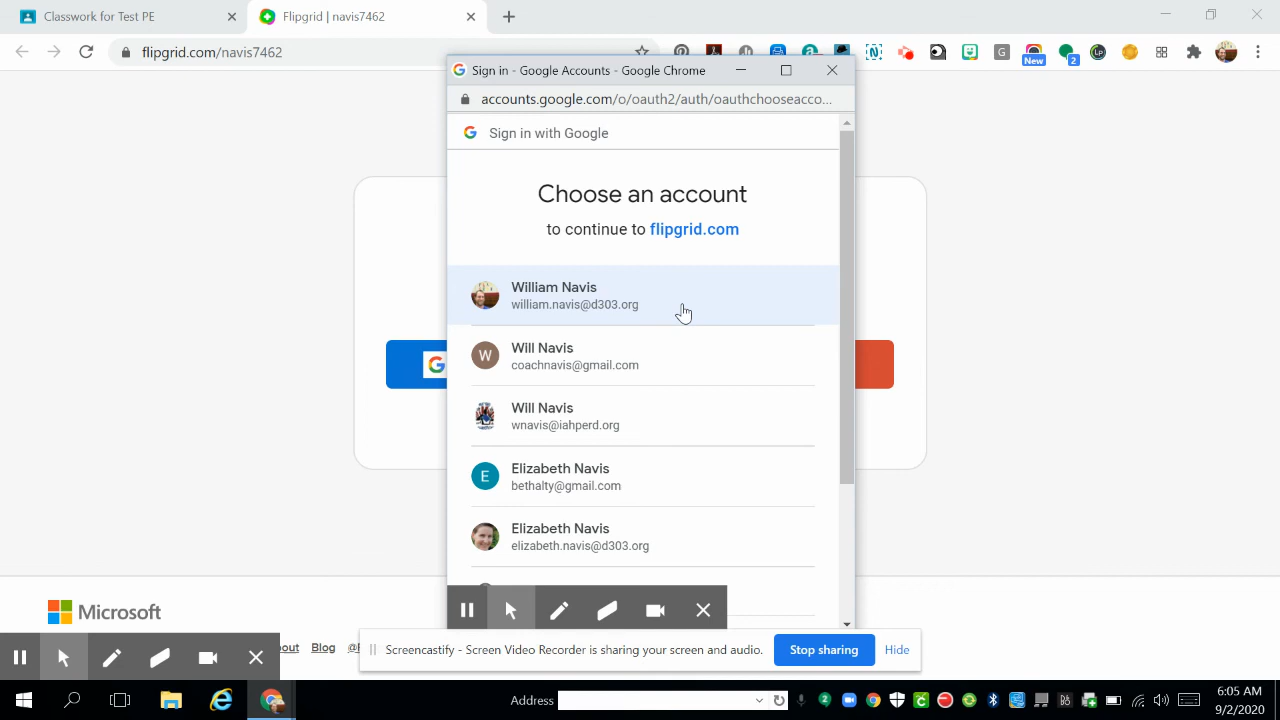 Classwork for Test PE
Flipgrid | navis7462
flipgrid.com/navis7462
New
2
Sign in - Google Accounts - Google Chrome
accounts.google.com/o/oauth2/auth/oauthchooseacco...
Sign in with Google
Choose an account
to continue to flipgrid.com
William Navis
william.navis@d303.org
W
Will Navis
coachnavis@gmail.com
Will Navis
wnavis@iahperd.org
E
Elizabeth Navis
bethalty@gmail.com
Elizabeth Navis
elizabeth.navis@d303.org
Microsoft
Blog
Screencastify - Screen Video Recorder is sharing your screen and audio.
Stop sharing
Hide
Address
6:05 AM
9/2/2020